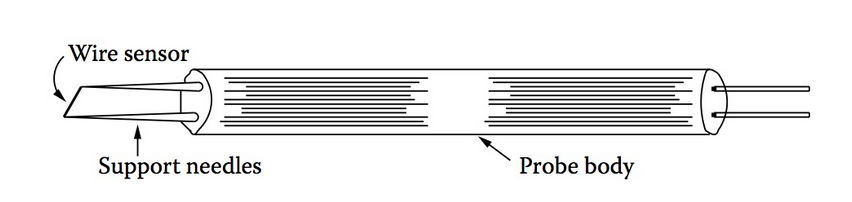 Wire sensor
Support needles
Probe body